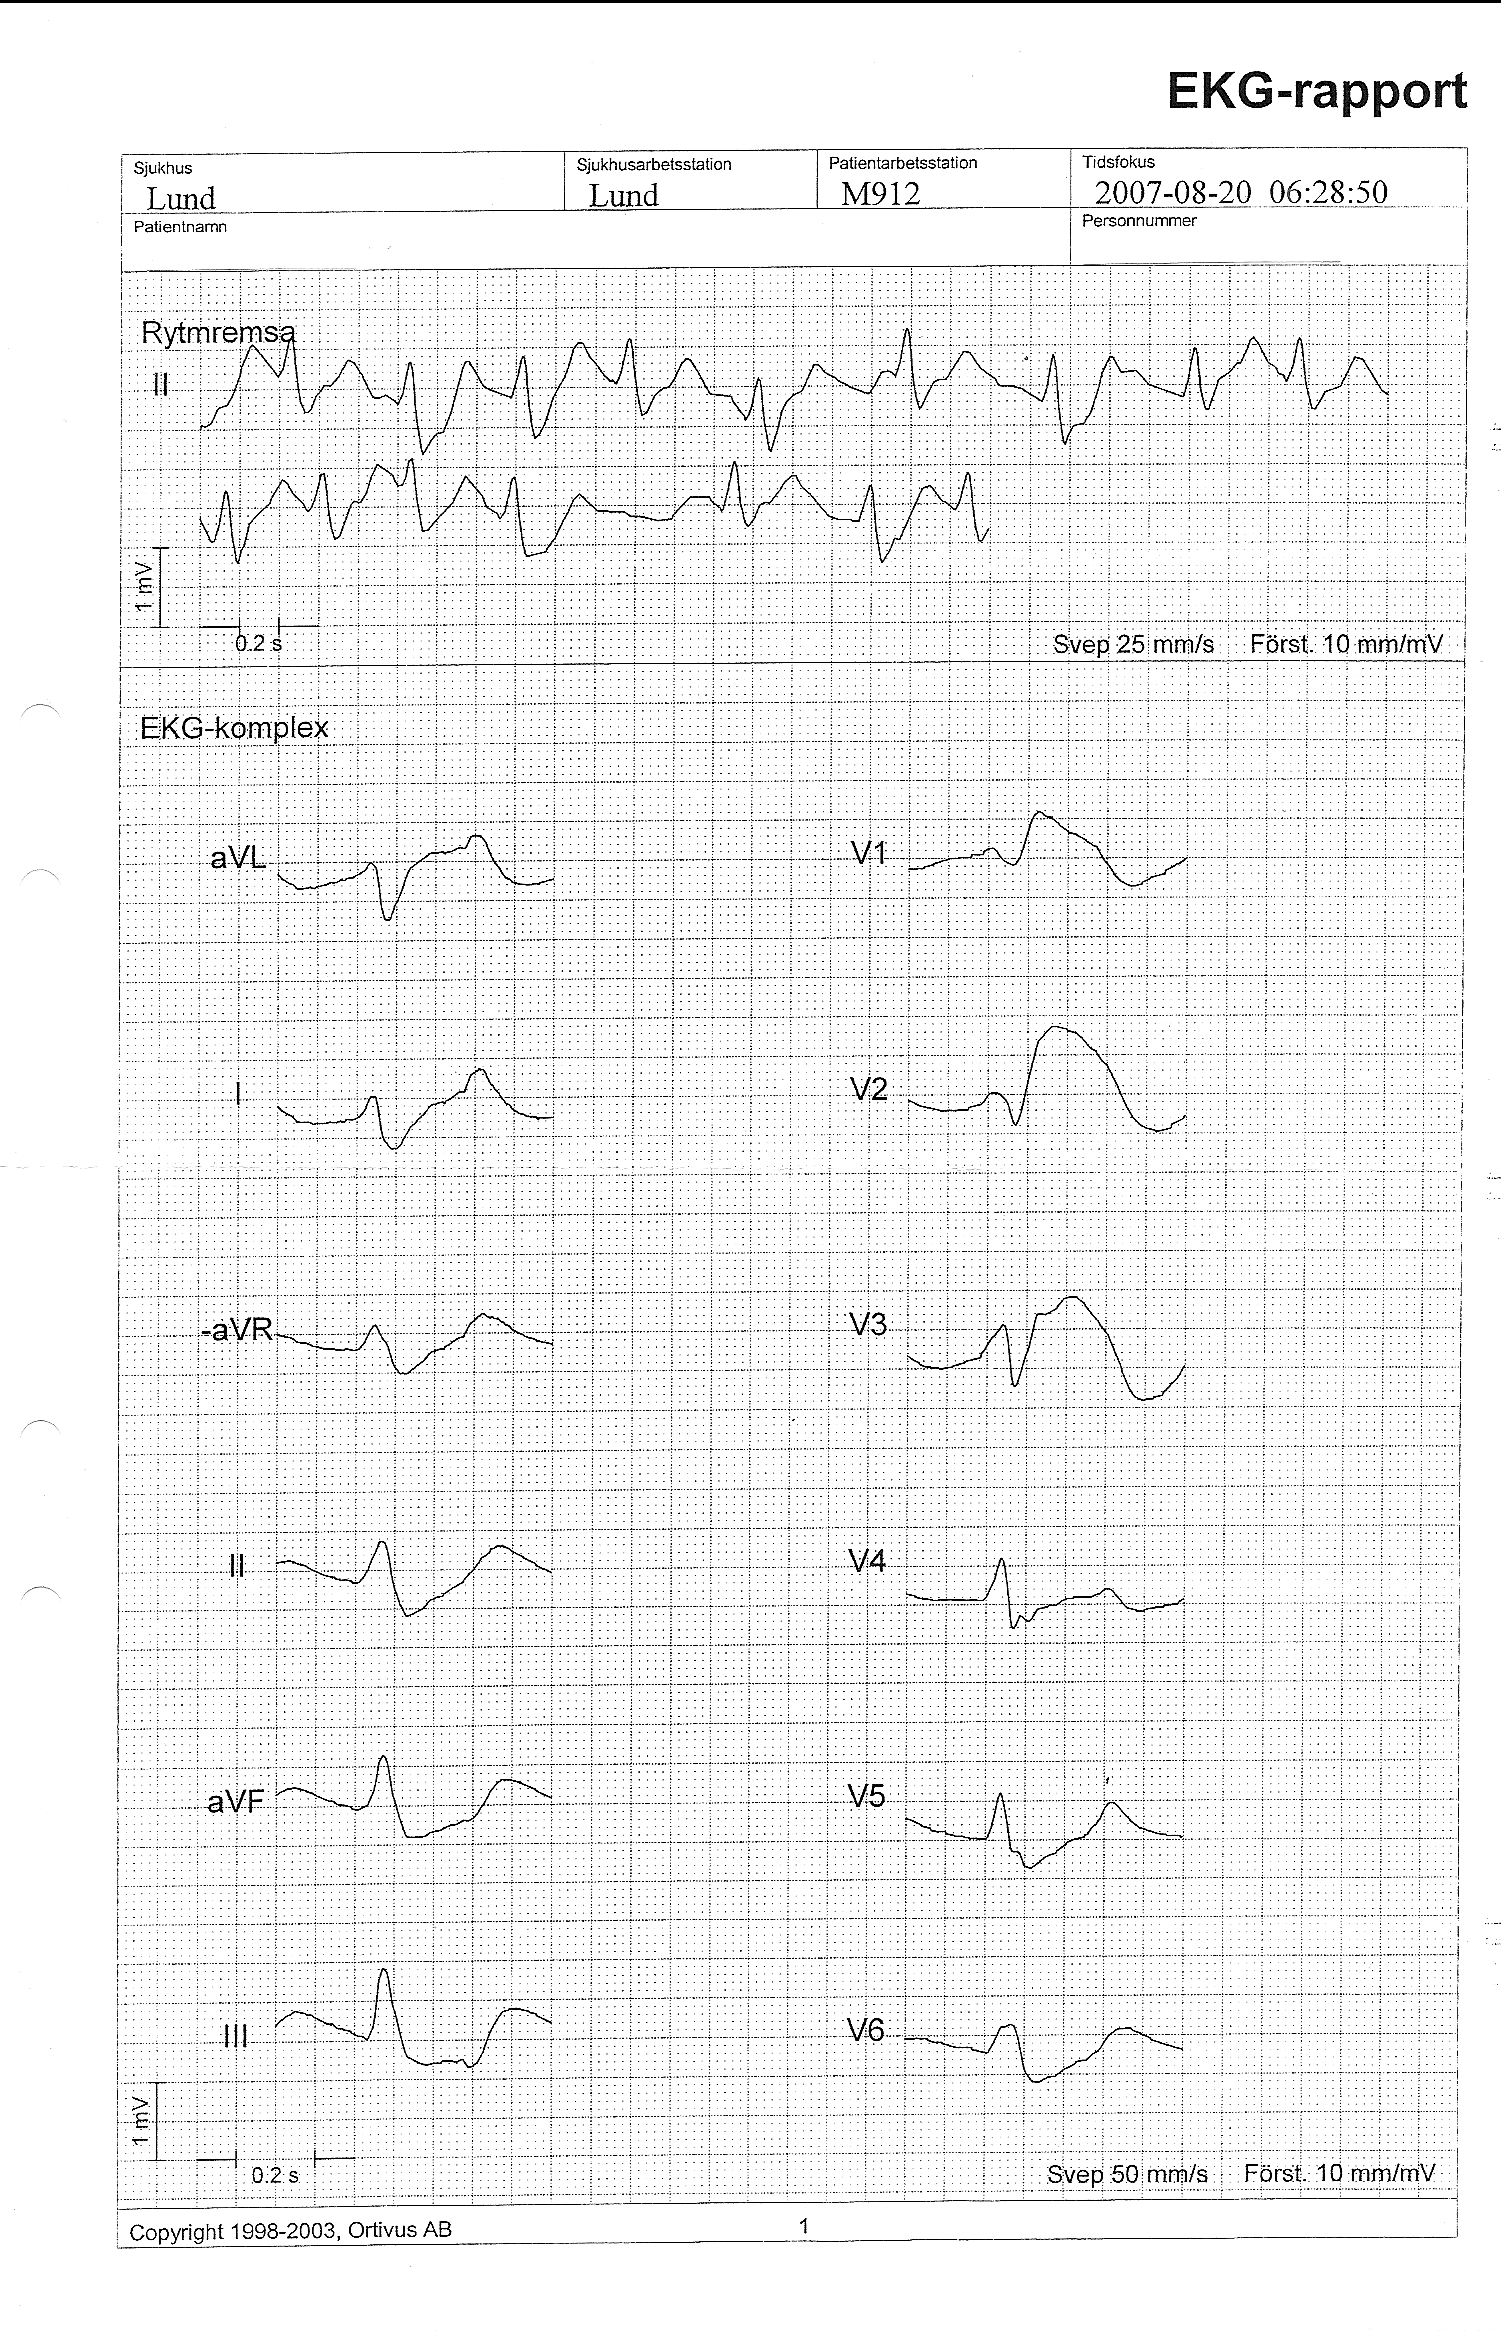 EKG-rapport
Sjukhus
Lund
Sjukhusarbetsstation
Lund
Patientarbetsstation
M912
Tidsfokus
2007-08-20 06:28:50
Patientnamn
Personnummer
Rytmremsa
II
1 mV
0.2 s
Svep 25 mm/s Först. 10 mm/mV
EKG-komplex
aVL
V1
I
V2
-aVR
V3
II
V4
aVF
V5
III
V6
1 mV
0.2 s
Svep 50 mm/s Först. 10 mm/mV
Copyright 1998-2003, Ortivus AB
1